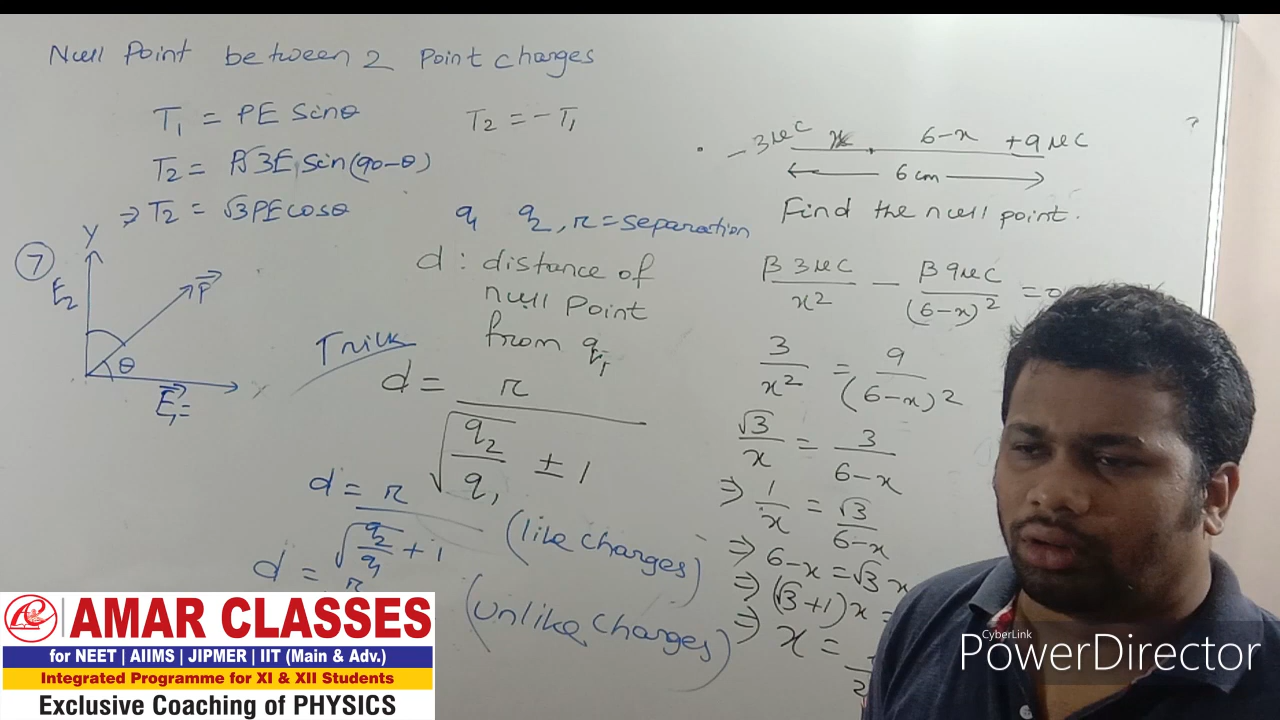 Null Point between 2 Point charges
T₁ = PE Sinθ
T₂ = -T₁
T₂ = P√3E Sin(90-θ)
⇒ T₂ = √3PE cosθ
7
Y
E₂
P⃗
θ
E⃗₁=
X
q₁ q₂, r = separation
d : distance of
null point
from q₁
Trick
d = r / √(q₂/q₁) ± 1
d = r / √(q₂/q₁) + 1 (like charges)
d = r
(Unlike charges)
-3μC x 6-x +9μC
6 cm
Find the null point.
β 3μC / x² - β 9μC / (6-x)² = 0
3/x² = 9/(6-x)²
√3/x = 3/6-x
⇒ 1/x = √3/6-x
⇒ 6-x = √3 x
⇒ (√3+1)x =
⇒ x =
AMAR CLASSES
for NEET | AIIMS | JIPMER | IIT (Main & Adv.)
Integrated Programme for XI & XII Students
Exclusive Coaching of PHYSICS
CyberLink
PowerDirector